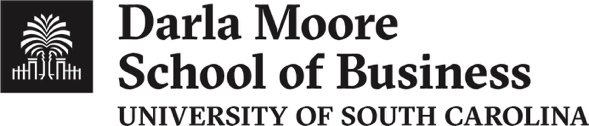 Darla Moore
School of Business
UNIVERSITY OF SOUTH CAROLINA